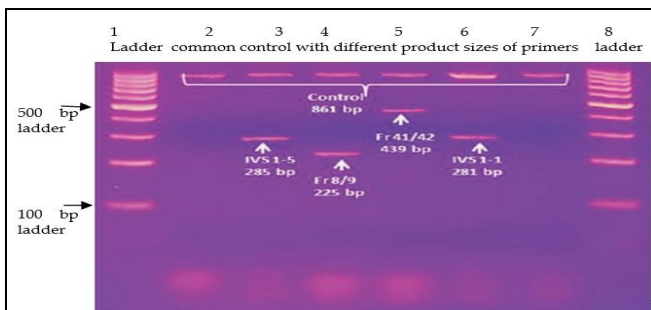 1 2 3 4 5 6 7 8
Ladder common control with different product sizes of primers ladder
Control
861 bp
500 bp
ladder
Fr 41/42
439 bp
IVS 1-5
285 bp
Fr 8/9
225 bp
IVS 1-1
281 bp
100 bp
ladder